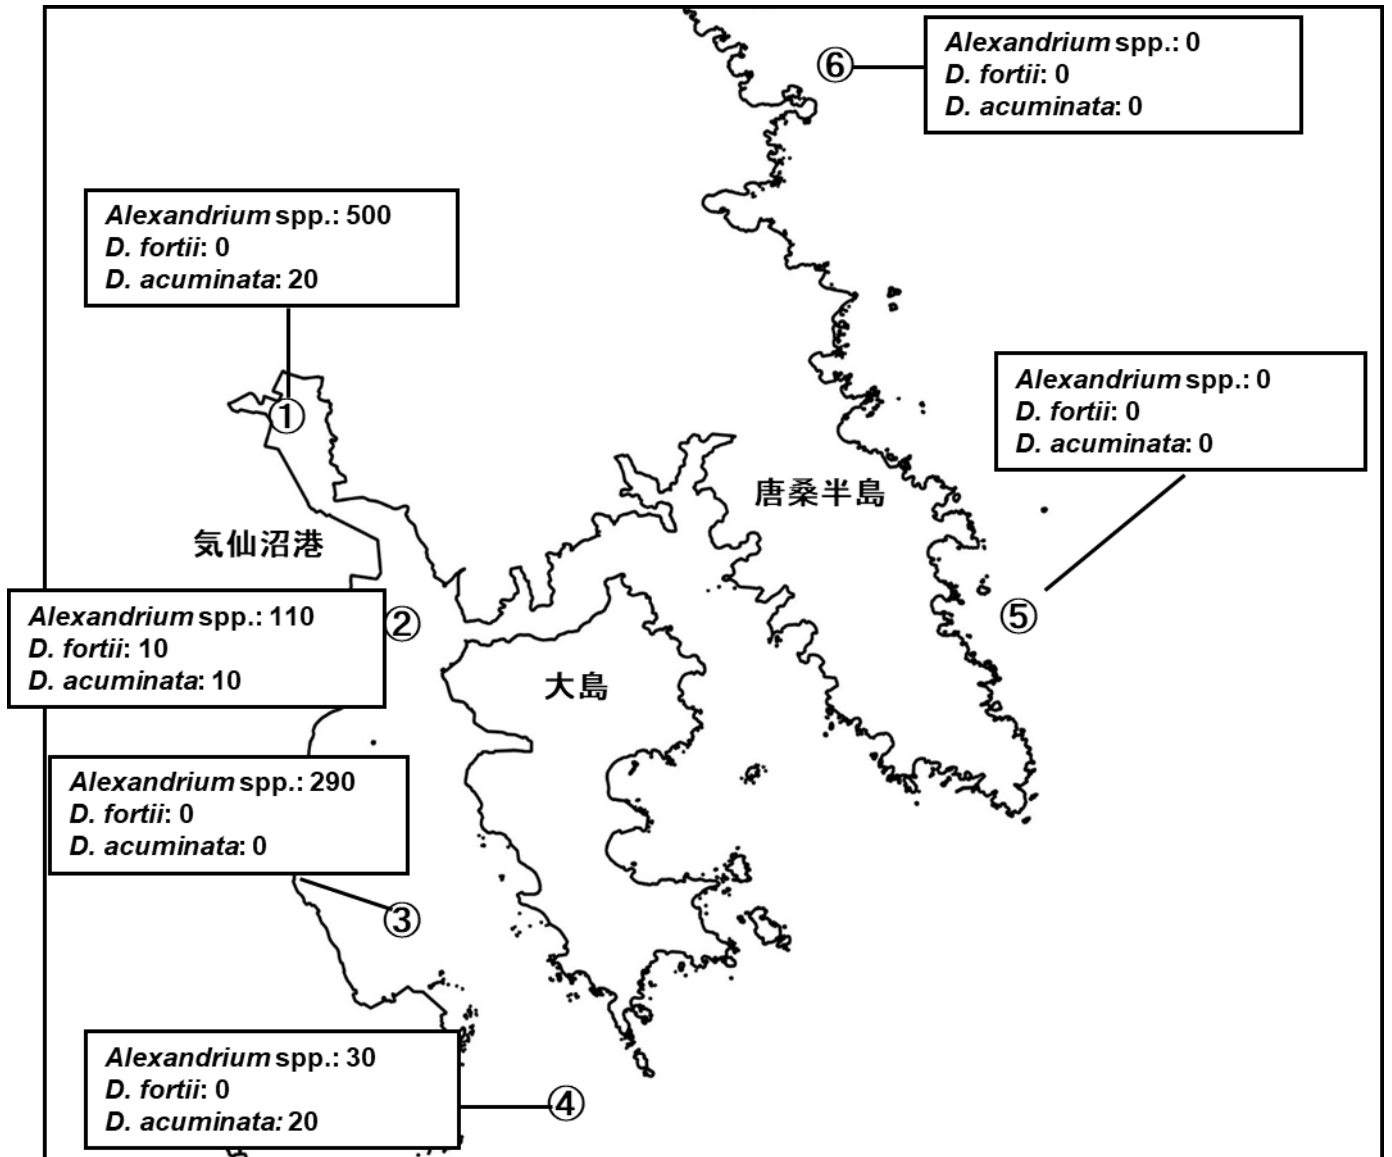 Alexandrium spp.: 0
D. fortii: 0
D. acuminata: 0
⑥
Alexandrium spp.: 500
D. fortii: 0
D. acuminata: 20
①
Alexandrium spp.: 0
D. fortii: 0
D. acuminata: 0
⑤
唐桑半島
気仙沼港
Alexandrium spp.: 110
D. fortii: 10
D. acuminata: 10
②
大島
Alexandrium spp.: 290
D. fortii: 0
D. acuminata: 0
③
Alexandrium spp.: 30
D. fortii: 0
D. acuminata: 20
④